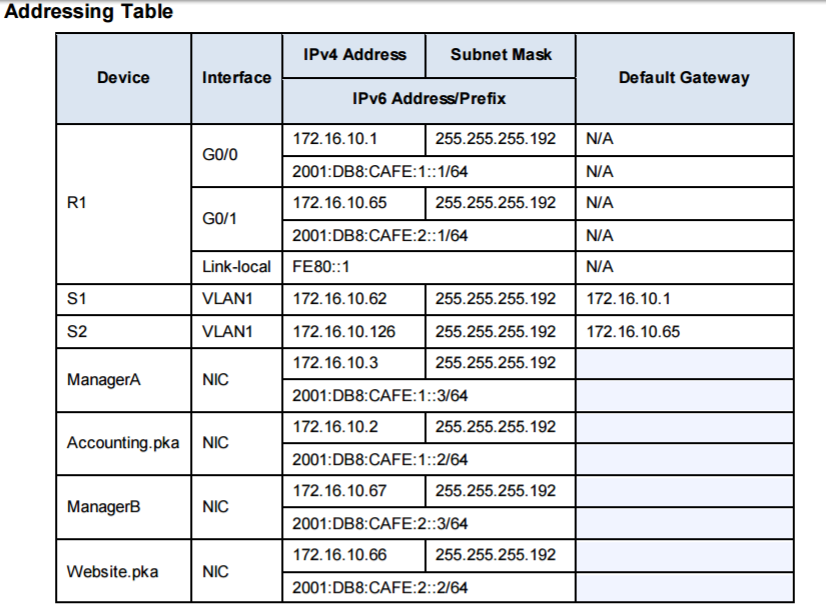 Addressing Table
Device Interface IPv4 Address Subnet Mask Default Gateway
IPv6 Address/Prefix
R1 G0/0 172.16.10.1 255.255.255.192 N/A
2001:DB8:CAFE:1::1/64 N/A
G0/1 172.16.10.65 255.255.255.192 N/A
2001:DB8:CAFE:2::1/64 N/A
Link-local FE80::1 N/A
S1 VLAN1 172.16.10.62 255.255.255.192 172.16.10.1
S2 VLAN1 172.16.10.126 255.255.255.192 172.16.10.65
ManagerA NIC 172.16.10.3 255.255.255.192
2001:DB8:CAFE:1::3/64
Accounting.pka NIC 172.16.10.2 255.255.255.192
2001:DB8:CAFE:1::2/64
ManagerB NIC 172.16.10.67 255.255.255.192
2001:DB8:CAFE:2::3/64
Website.pka NIC 172.16.10.66 255.255.255.192
2001:DB8:CAFE:2::2/64